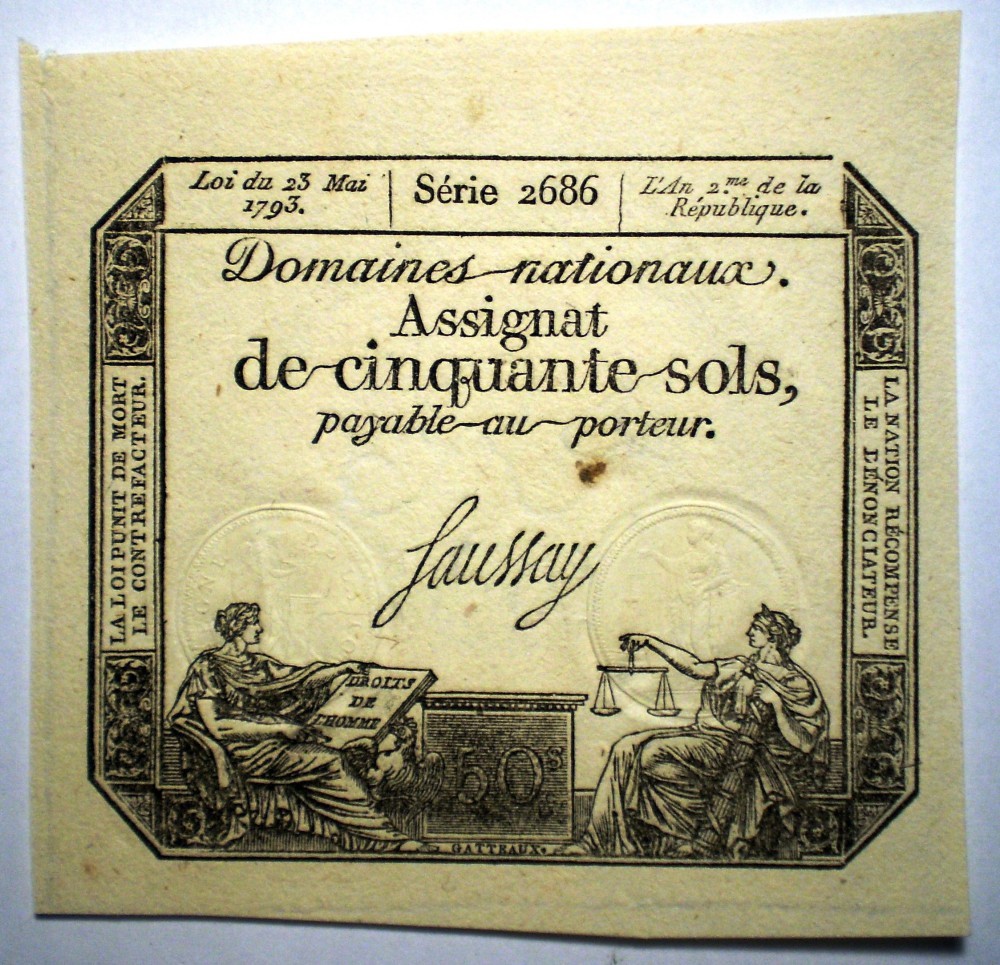 Loi du 23 Mai
1793.
Série 2686
L'An 2.me de la
République.
Domaines nationaux.
Assignat
de cinquante sols,
payable au porteur.
LA LOI PUNIT DE MORT
LE CONTREFACTEUR.
LA NATION RÉCOMPENSE
LE DÉNONCIATEUR.
Saussay
DROITS
DE
L'HOMME
50s
GATTEAUX.